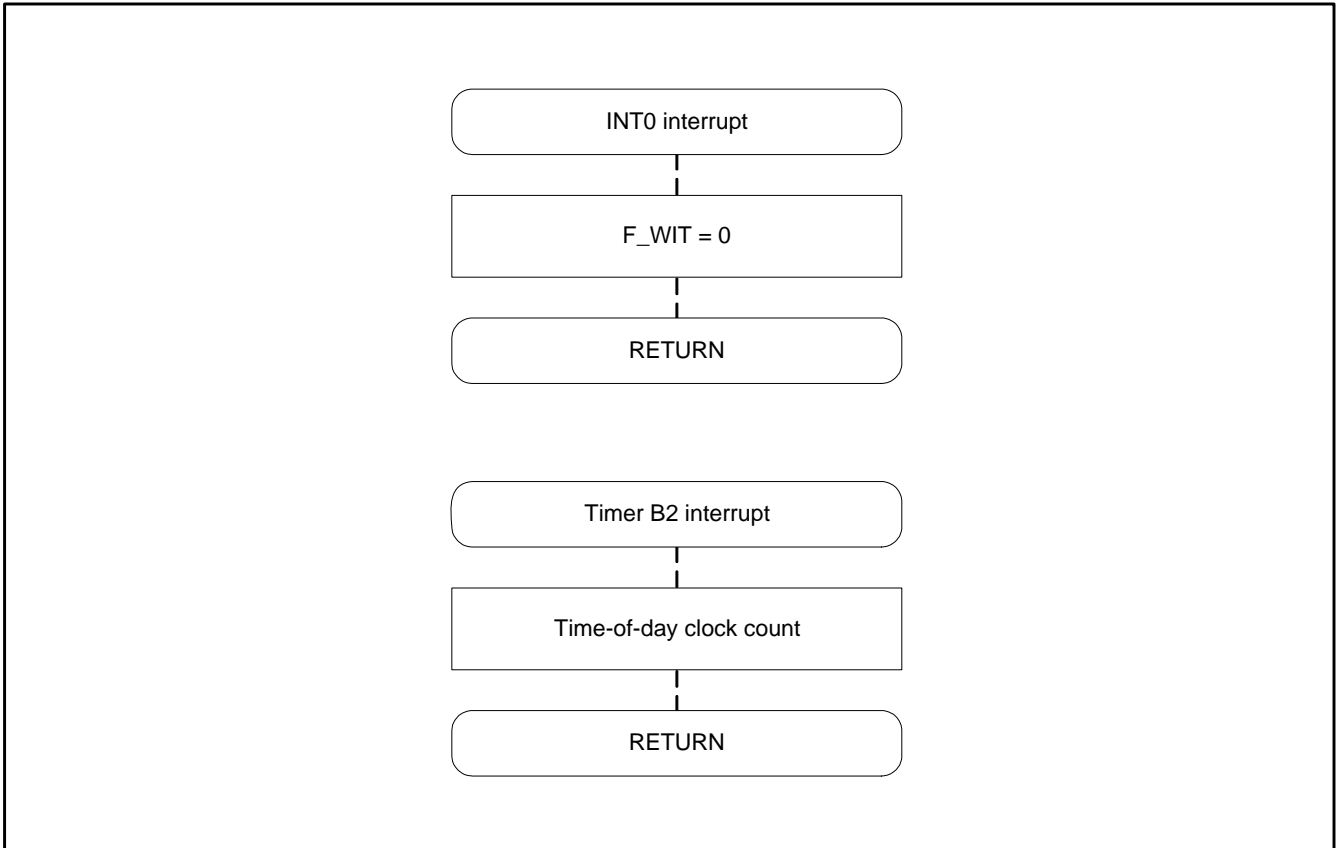 INT0 interrupt
F_WIT = 0
RETURN
Timer B2 interrupt
Time-of-day clock count
RETURN